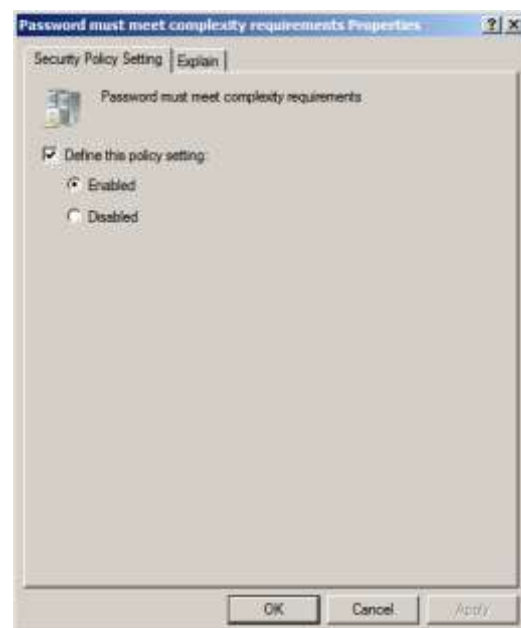 Password must meet complexity requirements Properties
Security Policy Setting
Explain
Password must meet complexity requirements
Define this policy setting:
Enabled
Disabled
OK
Cancel
Apply